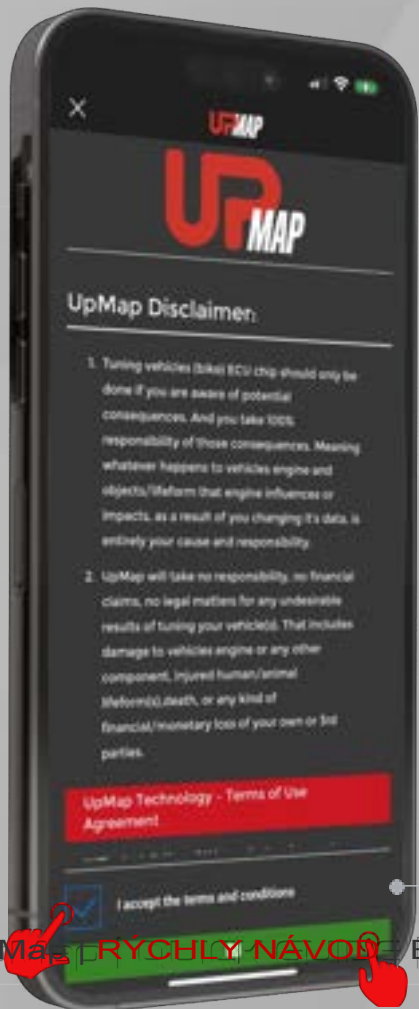 UPMAP
UPMAP
UpMap Disclaimer:
1. Tuning vehicles (bike) ECU chip should only be
done if you are aware of potential
consequences. And you take 100%
responsibility of those consequences. Meaning
whatever happens to vehicles engine and
objects/lifeform that engine influences or
impacts, as a result of you changing it's data, is
entirely your cause and responsibility.
2. UpMap will take no responsibility, no financial
claims, no legal matters for any undesirable
results of tuning your vehicle(s). That includes
damage to vehicles engine or any other
component, injured human/animal
lifeform(s),death, or any kind of
financial/monetary loss of your own or 3rd
parties.
UpMap Technology - Terms of Use
Agreement
I accept the terms and conditions
RÝCHLY NÁVOD